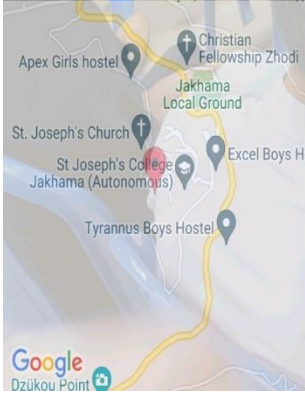 Christian
Fellowship Zhodi
Apex Girls hostel
Jakhama
Local Ground
St. Joseph's Church
St Joseph's College
Jakhama (Autonomous)
Excel Boys H
Tyrannus Boys Hostel
Google
Dzükou Point